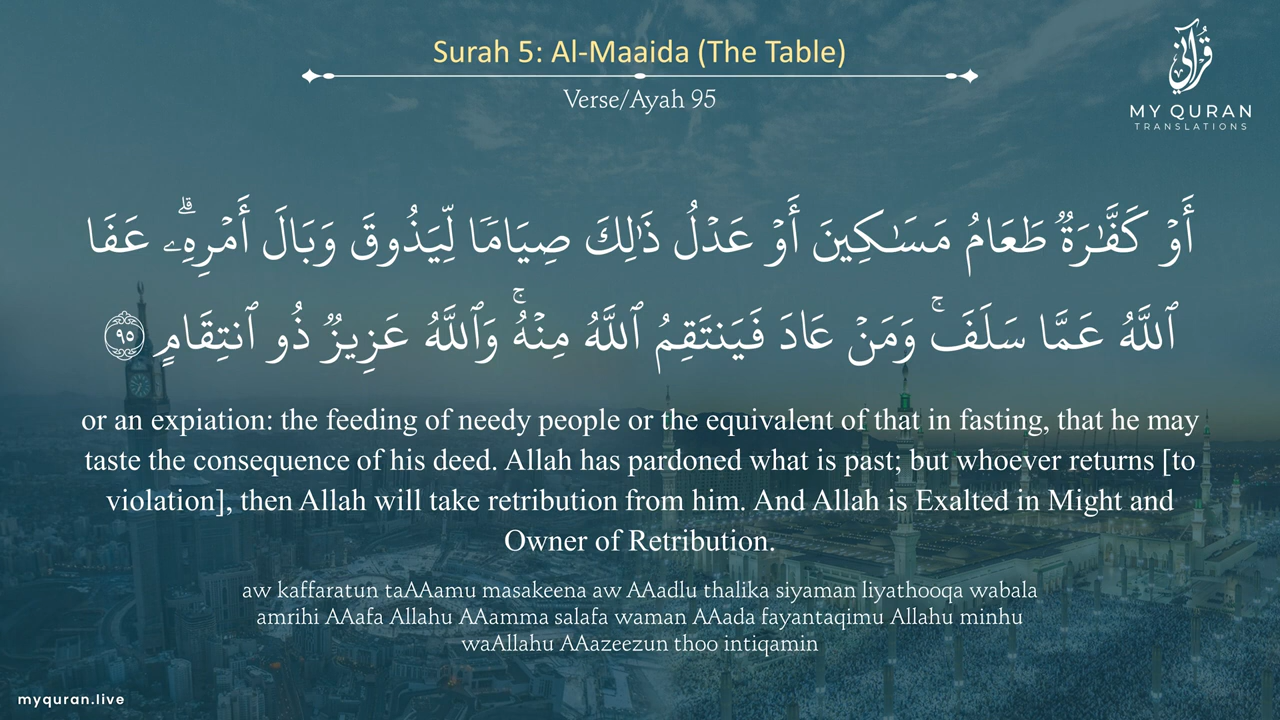 Surah 5: Al-Maaida (The Table)
Verse/Ayah 95
قرآني
MY QURAN
TRANSLATIONS
أَوۡ كَفَّٰرَةٞ طَعَامُ مَسَٰكِينَ أَوۡ عَدۡلُ ذَٰلِكَ صِيَامٗا لِّيَذُوقَ وَبَالَ أَمۡرِهِۦۗ عَفَا
ٱللَّهُ عَمَّا سَلَفَۚ وَمَنۡ عَادَ فَيَنتَقِمُ ٱللَّهُ مِنۡهُۚ وَٱللَّهُ عَزِيزٞ ذُو ٱنتِقَامٍ ٩٥
or an expiation: the feeding of needy people or the equivalent of that in fasting, that he may
taste the consequence of his deed. Allah has pardoned what is past; but whoever returns [to
violation], then Allah will take retribution from him. And Allah is Exalted in Might and
Owner of Retribution.
aw kaffaratun taAAamu masakeena aw AAadlu thalika siyaman liyathooqa wabala
amrihi AAafa Allahu AAamma salafa waman AAada fayantaqimu Allahu minhu
waAllahu AAazeezun thoo intiqamin
myquran.live